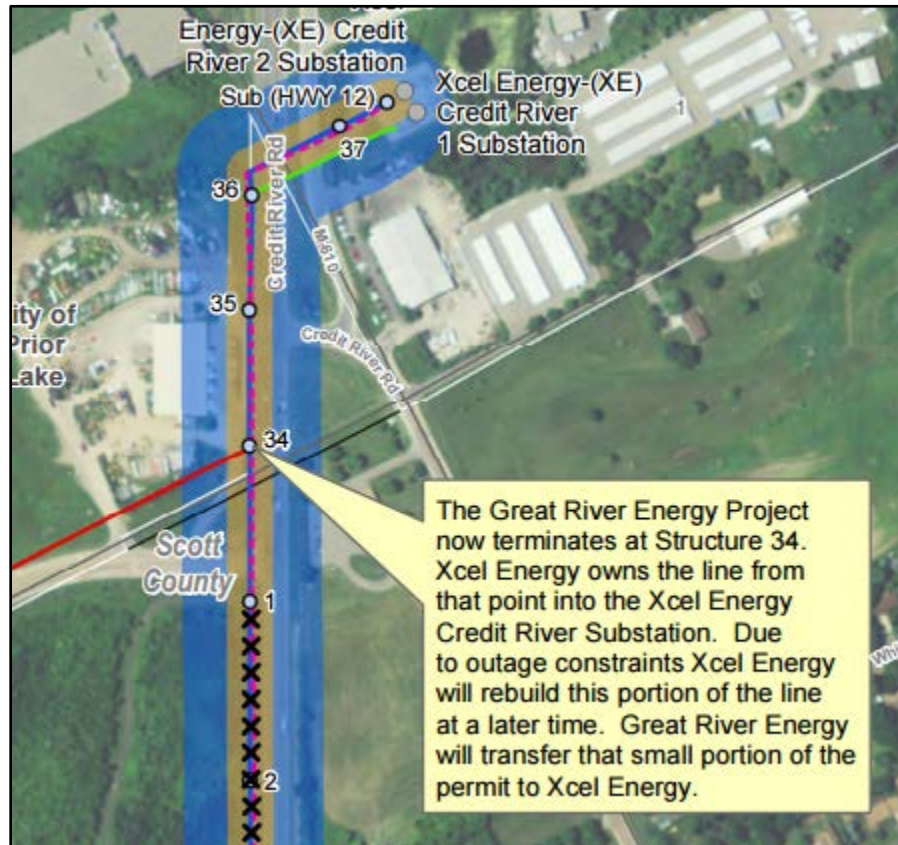 Energy-(XE) Credit
River 2 Substation
Sub (HWY 12)
Xcel Energy-(XE)
Credit River
1 Substation
1
37
36
Credit River Rd
M-610
35
Credit River Rd
ity of
Prior
Lake
34
Scott
County
1
2
The Great River Energy Project
now terminates at Structure 34.
Xcel Energy owns the line from
that point into the Xcel Energy
Credit River Substation. Due
to outage constraints Xcel Energy
will rebuild this portion of the line
at a later time. Great River Energy
will transfer that small portion of the
permit to Xcel Energy.
Whi